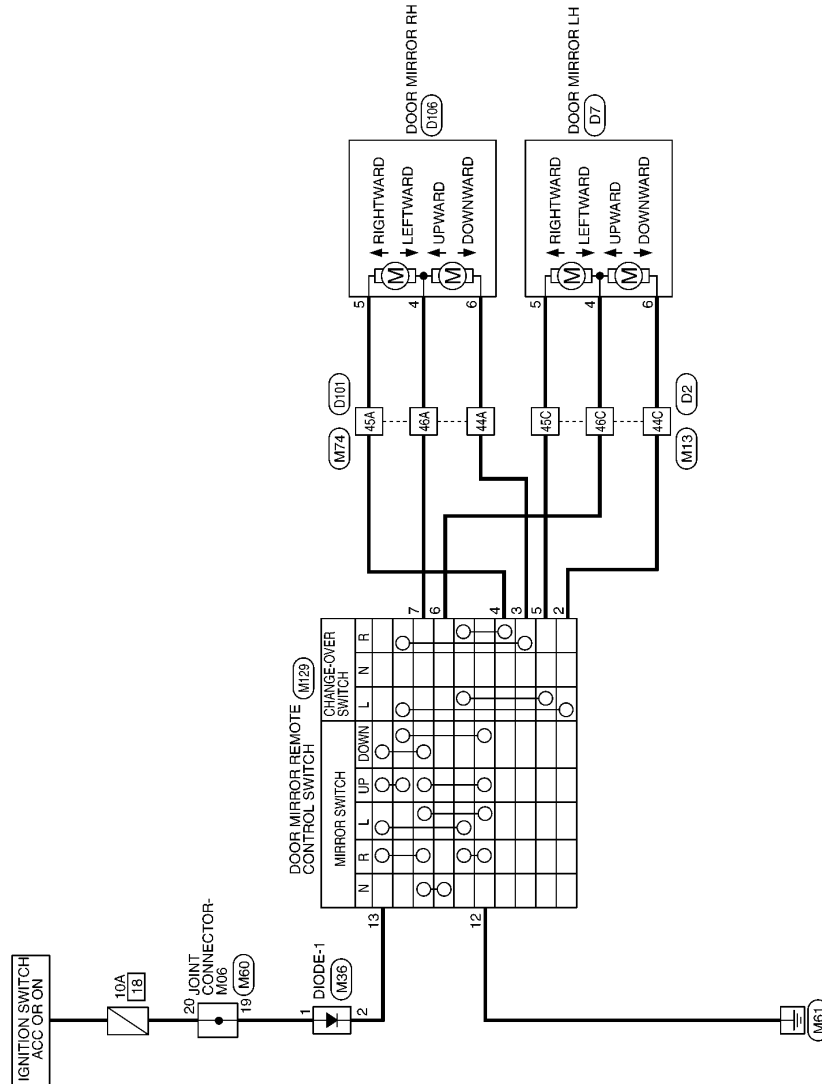 IGNITION SWITCH
ACC OR ON
10A
18
20
JOINT
CONNECTOR-
M06
19
M60
1
DIODE-1
2
M36
DOOR MIRROR REMOTE
CONTROL SWITCH
M129
MIRROR SWITCH
CHANGE-OVER
SWITCH
N
R
L
UP
DOWN
L
N
R
13
12
7
6
4
3
5
2
M61
M74
D101
45A
46A
44A
45C
46C
44C
M13
D2
5
4
6
RIGHTWARD
LEFTWARD
UPWARD
DOWNWARD
M
M
DOOR MIRROR RH
D106
5
4
6
RIGHTWARD
LEFTWARD
UPWARD
DOWNWARD
M
M
DOOR MIRROR LH
D7